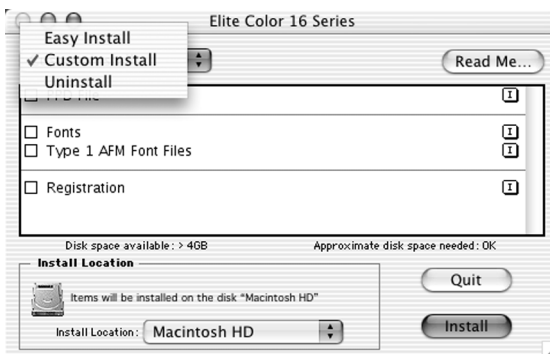 Elite Color 16 Series
Easy Install
✓ Custom Install
Uninstall
Read Me...
I
Fonts
I
Type 1 AFM Font Files
I
Registration
I
Disk space available: > 4GB
Approximate disk space needed: 0K
Install Location
Items will be installed on the disk “Macintosh HD”
Install Location:
Macintosh HD
Quit
Install